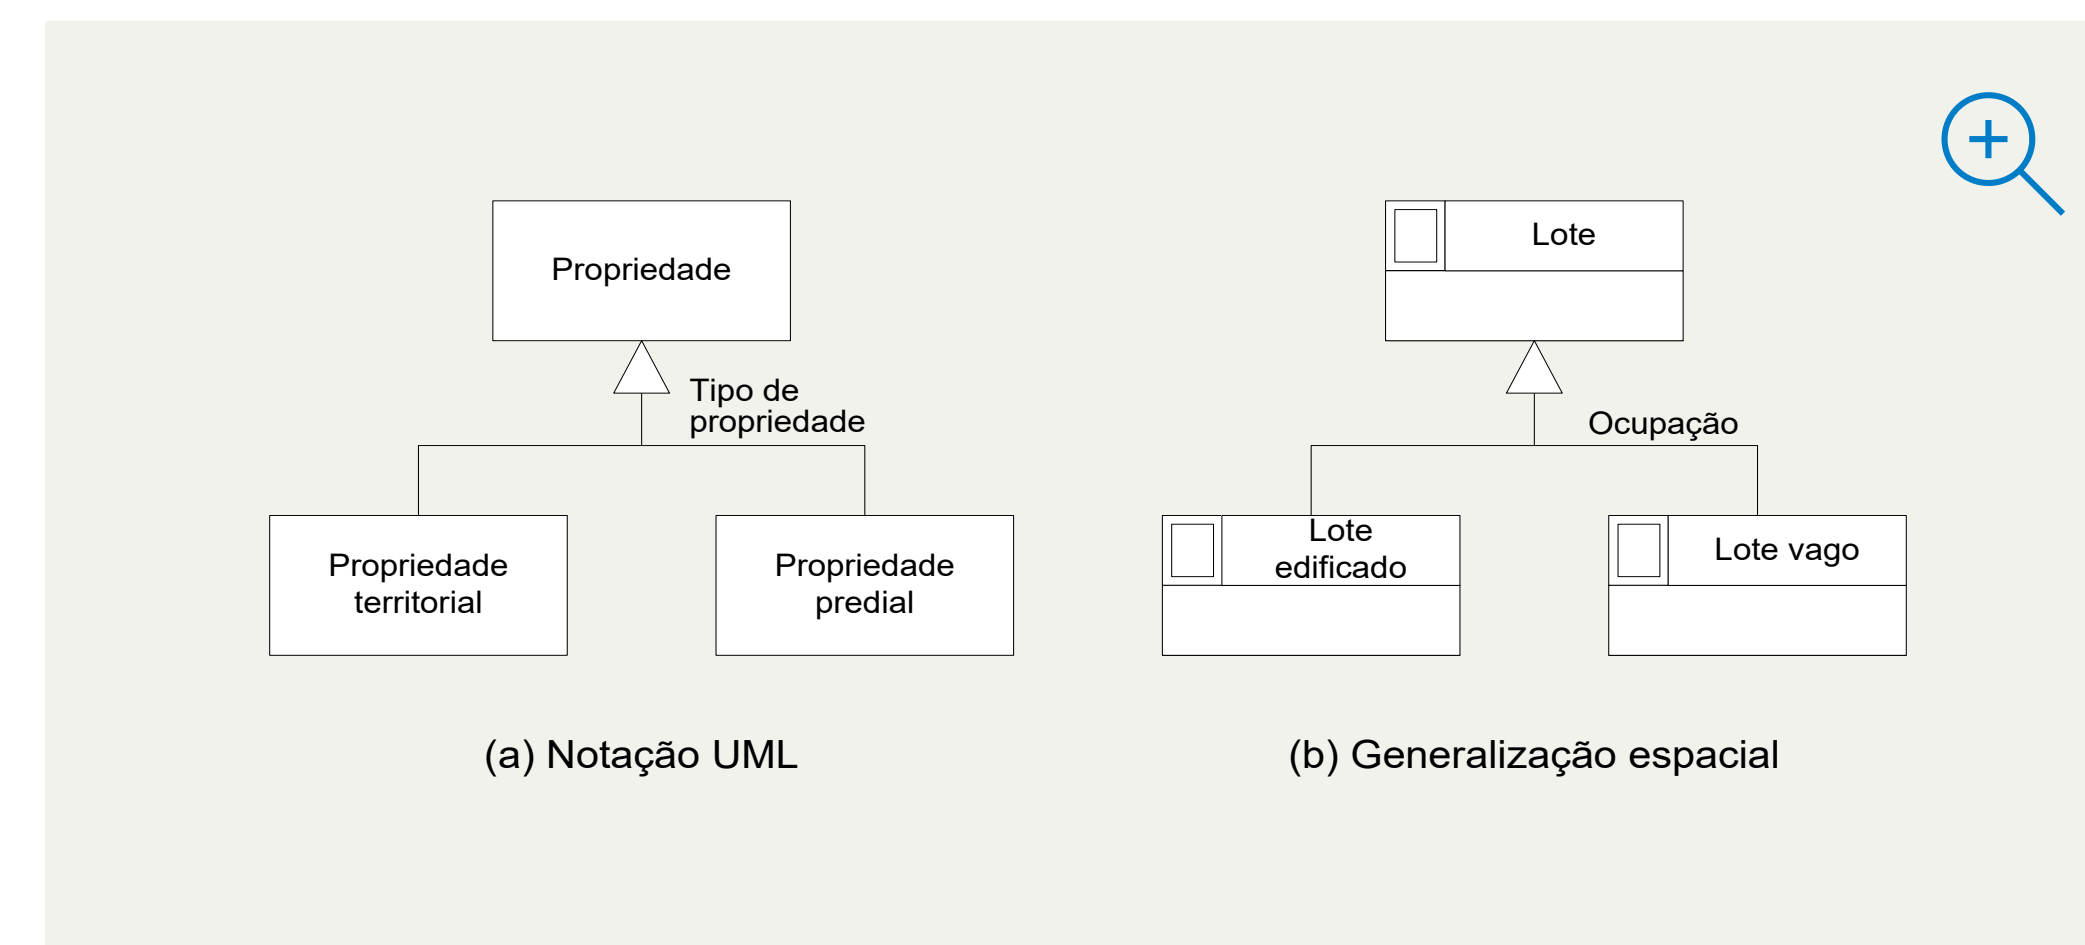 Propriedade
Tipo de
propriedade
Propriedade
territorial
Propriedade
predial
(a) Notação UML
Lote
Ocupação
Lote
edificado
Lote vago
(b) Generalização espacial